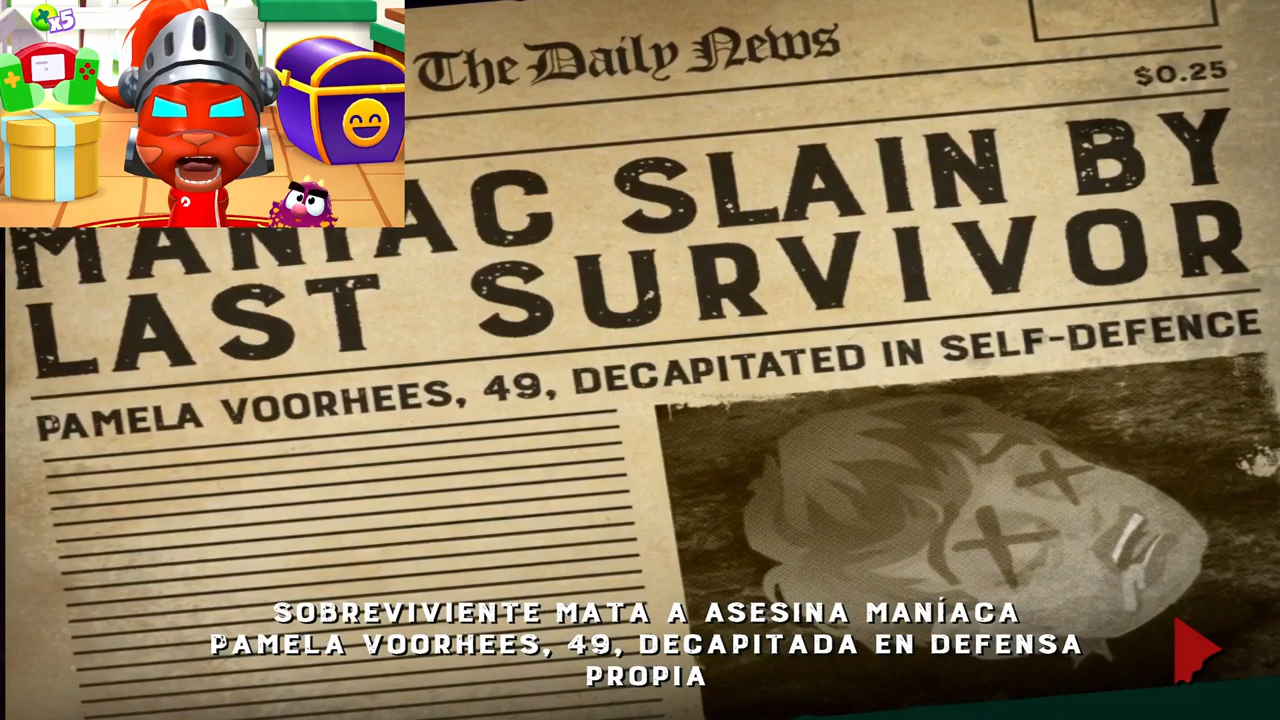 x5
The Daily News
$0.25
MANIAC SLAIN BY
LAST SURVIVOR
PAMELA VOORHEES, 49, DECAPITATED IN SELF-DEFENCE
SOBREVIVIENTE MATA A ASESINA MANÍACA
PAMELA VOORHEES, 49, DECAPITADA EN DEFENSA
PROPIA